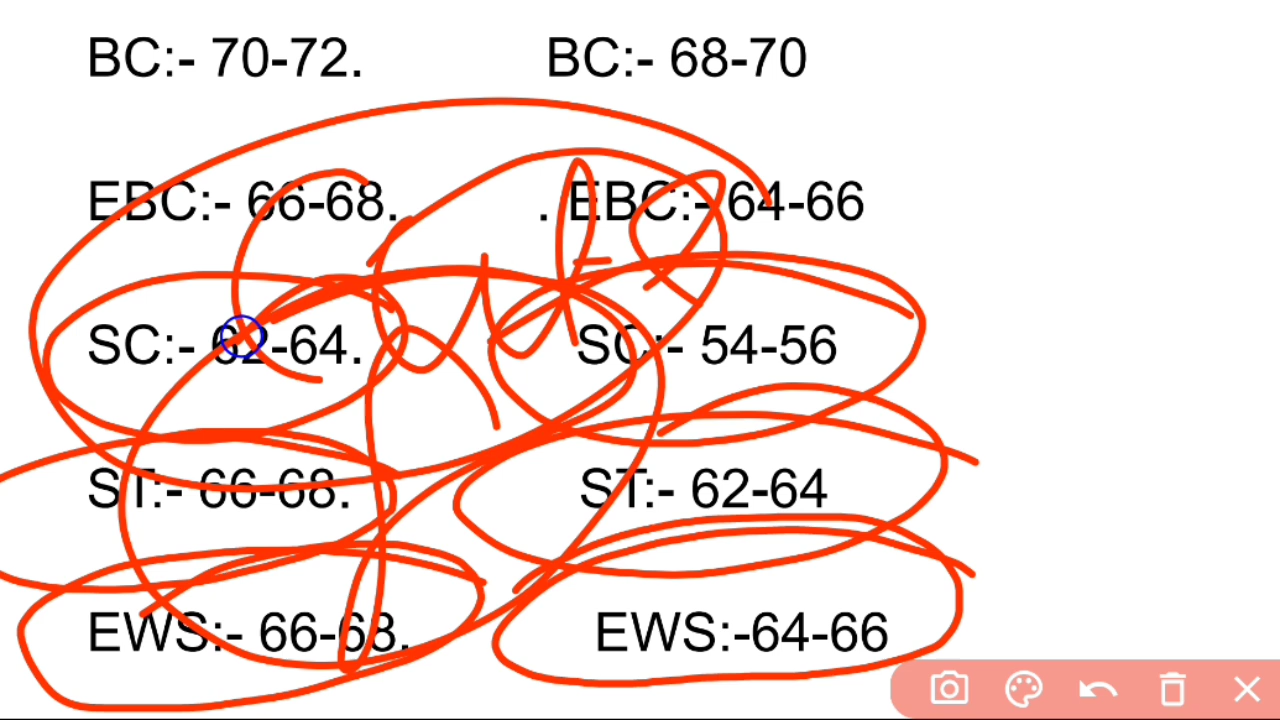 BC:- 70-72. BC:- 68-70
EBC:- 66-68. . EBC:- 64-66
SC:- 62-64. SC:- 54-56
ST:- 66-68. ST:- 62-64
EWS:- 66-68. EWS:-64-66